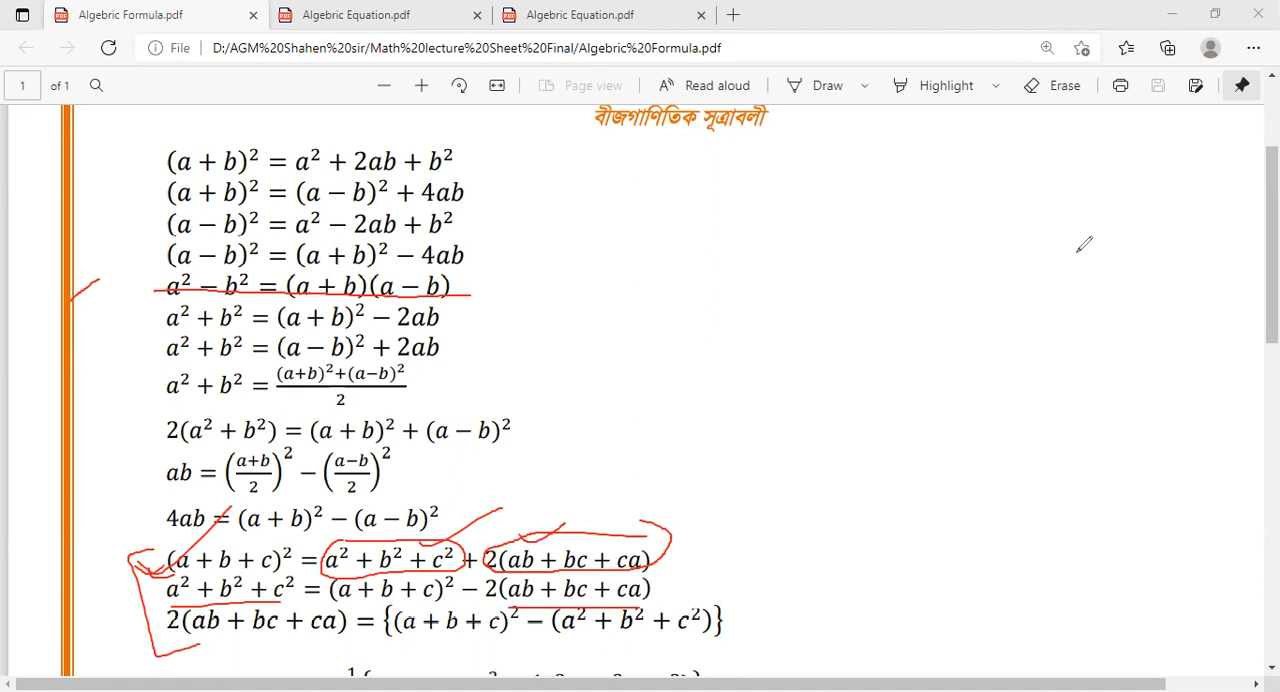 Algebraic Formula.pdf Algebraic Equation.pdf Algebraic Equation.pdf
File D:/AGM%20Shahen%20sir/Math%20lecture%20Sheet%20Final/Algebraic%20Formula.pdf
1 of 1 Page view Read aloud Draw Highlight Erase
বীজগাণিতিক সূত্রাবলী
(a + b)² = a² + 2ab + b²
(a + b)² = (a − b)² + 4ab
(a − b)² = a² − 2ab + b²
(a − b)² = (a + b)² − 4ab
a² − b² = (a + b)(a − b)
a² + b² = (a + b)² − 2ab
a² + b² = (a − b)² + 2ab
a² + b² = ((a+b)²+(a−b)²)/2
2(a² + b²) = (a + b)² + (a − b)²
ab = ((a+b)/2)² − ((a−b)/2)²
4ab = (a + b)² − (a − b)²
(a + b + c)² = a² + b² + c² + 2(ab + bc + ca)
a² + b² + c² = (a + b + c)² − 2(ab + bc + ca)
2(ab + bc + ca) = {(a + b + c)² − (a² + b² + c²)}